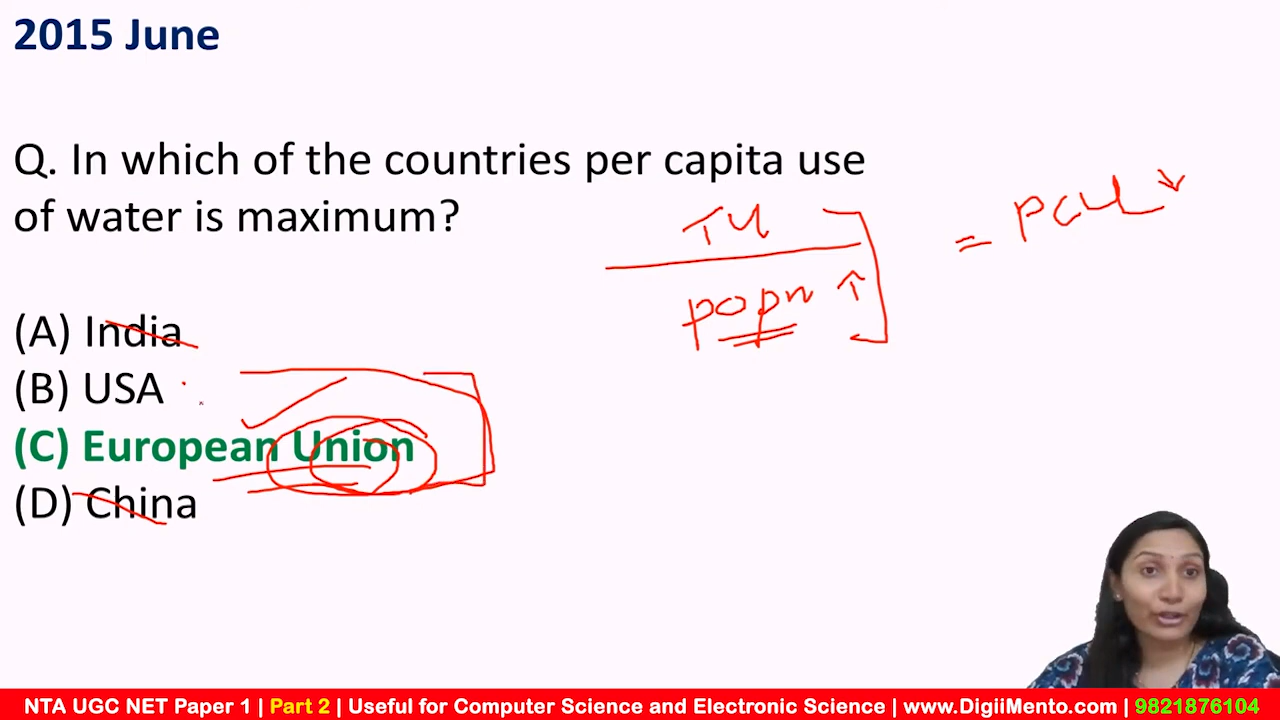 2015 June
Q. In which of the countries per capita use
of water is maximum?
TU
popn ↑
= PCU ↓
(A) India
(B) USA
(C) European Union
(D) China
NTA UGC NET Paper 1 | Part 2 | Useful for Computer Science and Electronic Science | www.DigiiMento.com | 9821876104